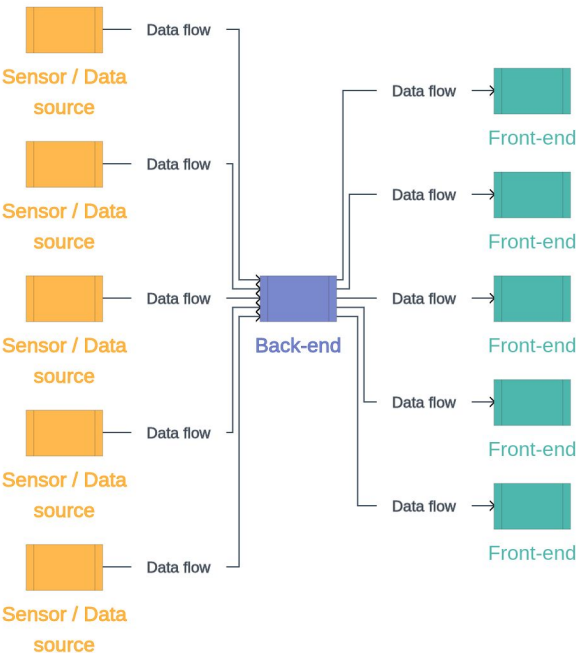 Data flow
Sensor / Data
source
Data flow
Sensor / Data
source
Data flow
Sensor / Data
source
Data flow
Sensor / Data
source
Data flow
Sensor / Data
source
Back-end
Data flow
Front-end
Data flow
Front-end
Data flow
Front-end
Data flow
Front-end
Data flow
Front-end